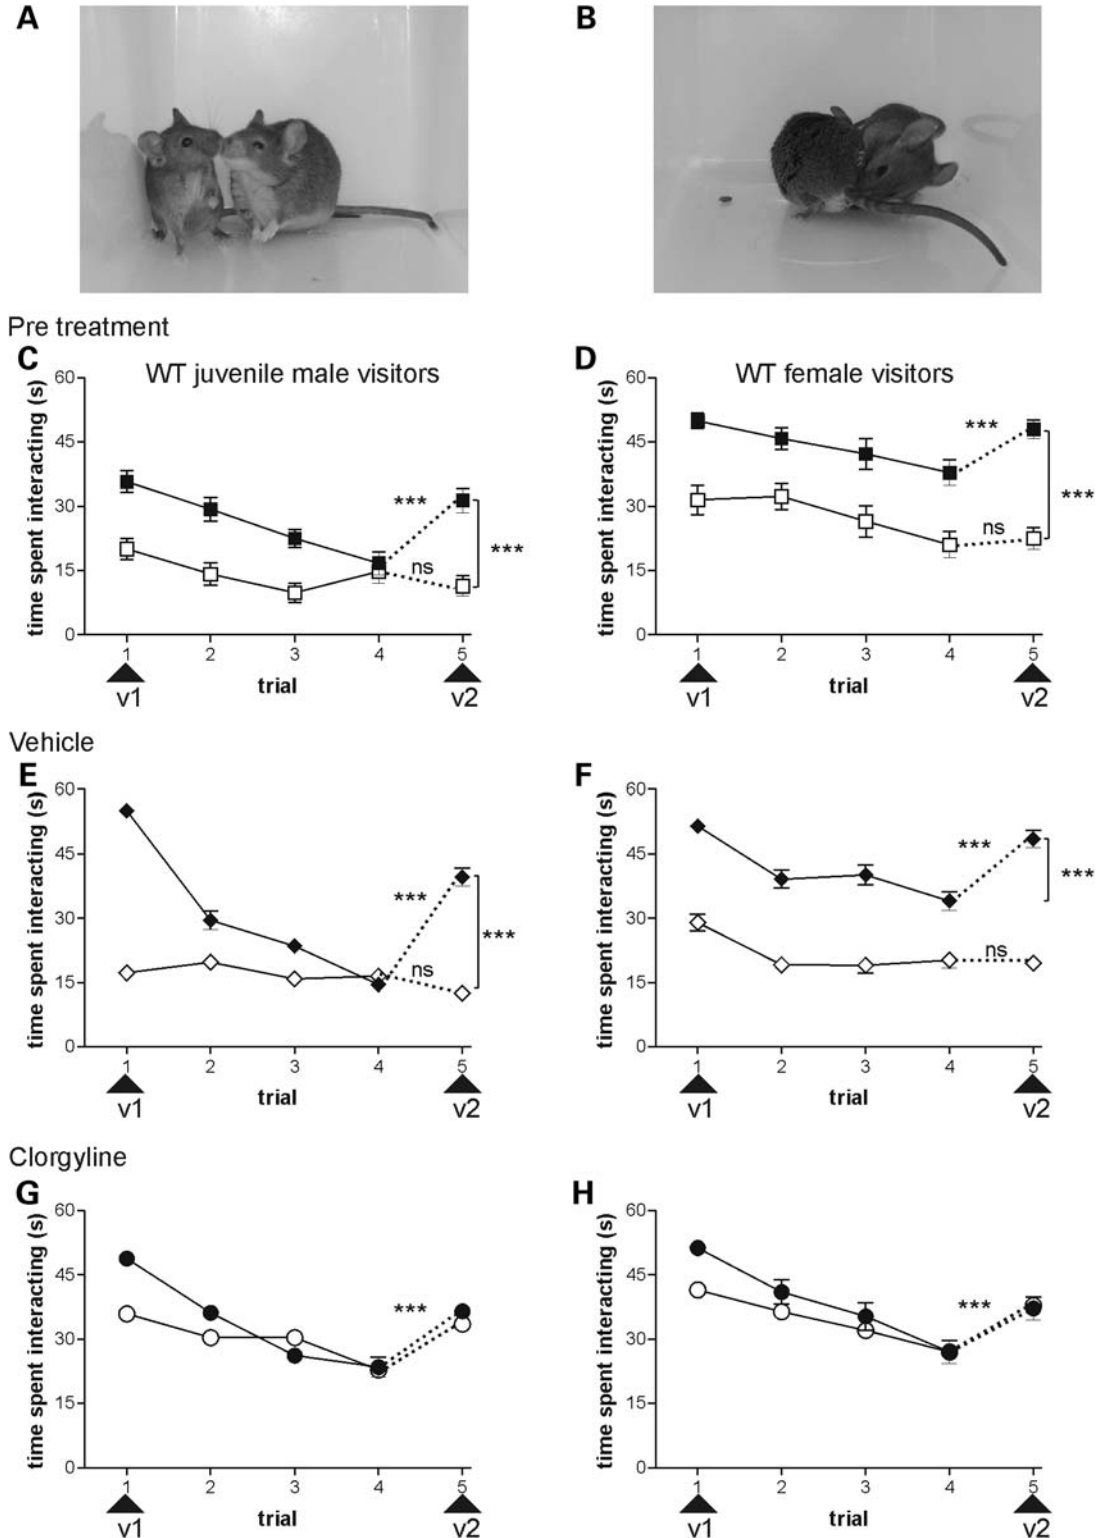 A
B
Pre treatment
C
WT juvenile male visitors
time spent interacting (s)
60
45
30
15
0
***
ns
***
1 2 3 4 5
v1 trial v2
D
WT female visitors
time spent interacting (s)
60
45
30
15
0
***
ns
***
1 2 3 4 5
v1 trial v2
Vehicle
E
time spent interacting (s)
60
45
30
15
0
***
ns
***
1 2 3 4 5
v1 trial v2
F
time spent interacting (s)
60
45
30
15
0
***
ns
***
1 2 3 4 5
v1 trial v2
Clorgyline
G
time spent interacting (s)
60
45
30
15
0
***
1 2 3 4 5
v1 trial v2
H
time spent interacting (s)
60
45
30
15
0
***
1 2 3 4 5
v1 trial v2